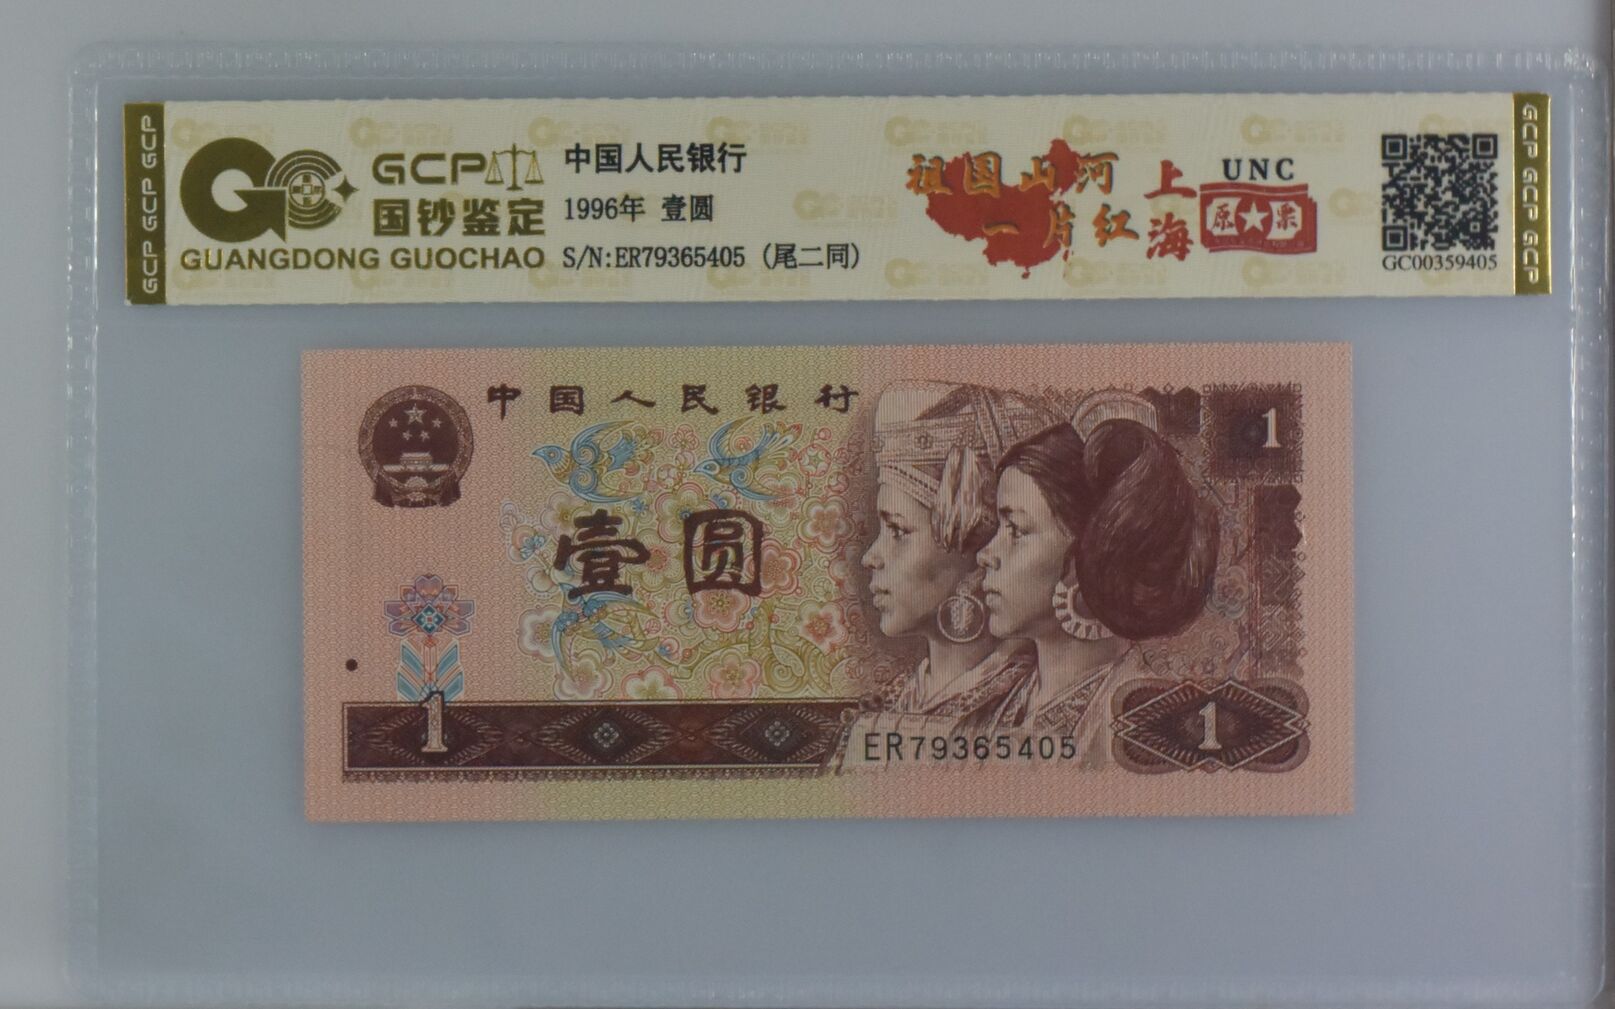 GCP
国钞鉴定
GUANGDONG GUOCHAO
中国人民银行
1996年 壹圆
S/N:ER79365405 (尾二同)
祖国山河
一片红
上海
UNC
原★票
GC00359405
GCP GCP GCP
GCP GCP GCP
中国人民银行
1
壹圆
1
ER79365405
1